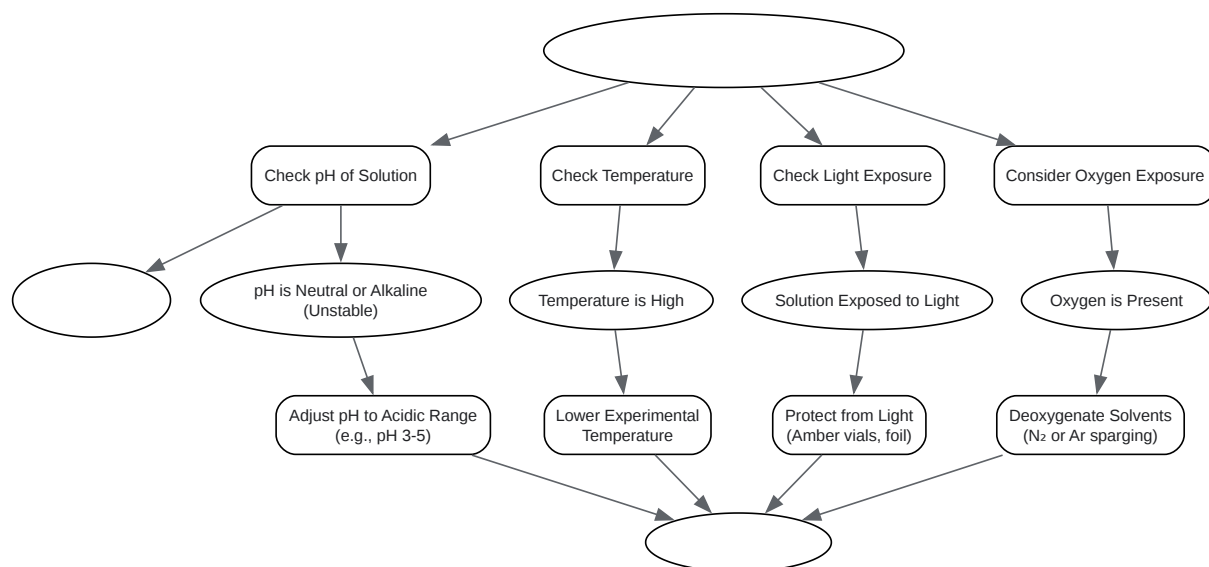 Check pH of Solution
Check Temperature
Check Light Exposure
Consider Oxygen Exposure
pH is Neutral or Alkaline
(Unstable)
Temperature is High
Solution Exposed to Light
Oxygen is Present
Adjust pH to Acidic Range
(e.g., pH 3-5)
Lower Experimental
Temperature
Protect from Light
(Amber vials, foil)
Deoxygenate Solvents
(N₂ or Ar sparging)